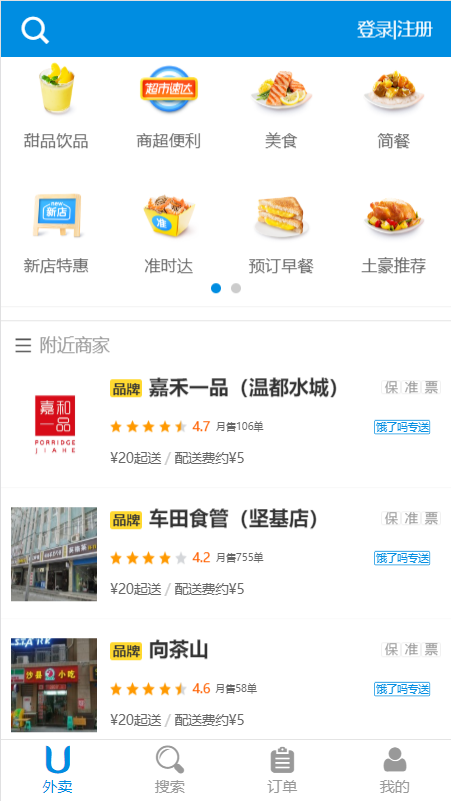 登录|注册
超市速达
甜品饮品 商超便利 美食 简餐
new
新店
准
新店特惠 准时达 预订早餐 土豪推荐
附近商家
嘉和
一品
PORRIDGE
JIAHE
品牌 嘉禾一品（温都水城） 保 准 票
4.7 月售106单 饿了吗专送
¥20起送 / 配送费约¥5
品牌 车田食管（坚基店） 保 准 票
4.2 月售755单 饿了吗专送
¥20起送 / 配送费约¥5
沙县小吃
品牌 向茶山 保 准 票
4.6 月售58单 饿了吗专送
¥20起送 / 配送费约¥5
外卖 搜索 订单 我的